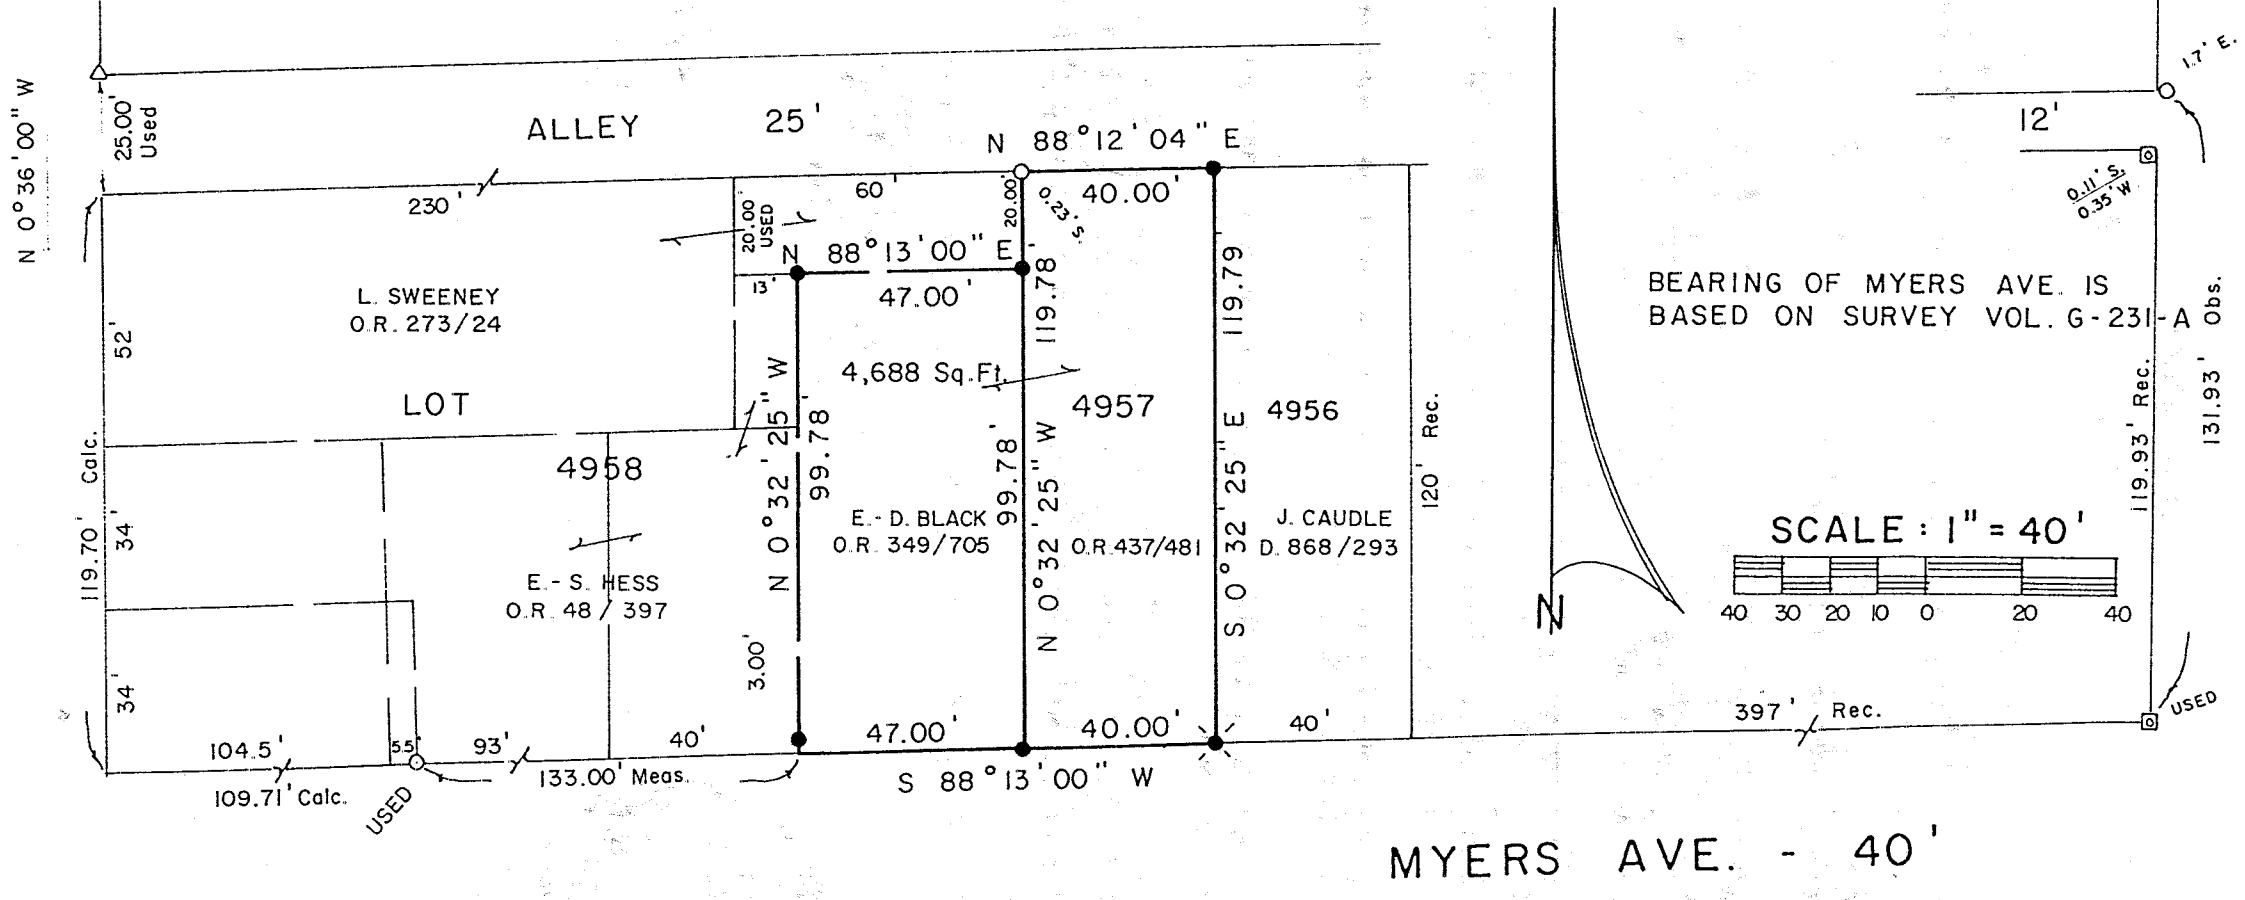 N 0°36'00" W
25.00'
Used
ALLEY 25'
N 88°12'04" E
230'
60'
40.00'
20.00'
USED
20.00'
0.23' S.
N 88°13'00" E
13'
47.00'
L. SWEENEY
O.R. 273/24
52'
LOT
4958
4,688 Sq. Ft.
N 0°32'25" W
99.78'
119.78'
119.79'
4957
4956
99.78'
N 0°32'25" W
S 0°32'25" E
120' Rec.
E.- D. BLACK
O.R. 349/705
O.R. 437/481
J. CAUDLE
D. 868/293
119.70' Calc.
34'
E.- S. HESS
O.R. 48 / 397
34'
3.00'
104.5'
5.5'
93'
40'
47.00'
40.00'
40'
397' Rec.
109.71' Calc.
USED
133.00' Meas.
S 88°13'00" W
1.7' E.
12'
0.11' S.
0.35' W
BEARING OF MYERS AVE. IS
BASED ON SURVEY VOL. G-231-A
119.93' Rec.
131.93' Obs.
SCALE : 1" = 40'
40 30 20 10 0 20 40
N
USED
MYERS AVE. - 40'